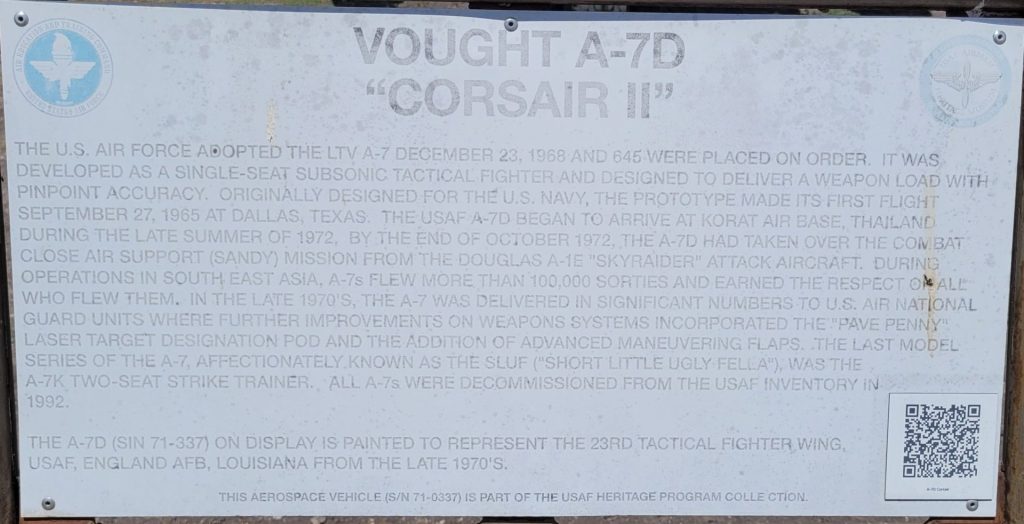 VOUGHT A-7D
"CORSAIR II"
THE U.S. AIR FORCE ADOPTED THE LTV A-7 DECEMBER 23, 1968 AND 645 WERE PLACED ON ORDER. IT WAS
DEVELOPED AS A SINGLE-SEAT SUBSONIC TACTICAL FIGHTER AND DESIGNED TO DELIVER A WEAPON LOAD WITH
PINPOINT ACCURACY. ORIGINALLY DESIGNED FOR THE U.S. NAVY, THE PROTOTYPE MADE ITS FIRST FLIGHT
SEPTEMBER 27, 1965 AT DALLAS, TEXAS. THE USAF A-7D BEGAN TO ARRIVE AT KORAT AIR BASE, THAILAND
DURING THE LATE SUMMER OF 1972. BY THE END OF OCTOBER 1972, THE A-7D HAD TAKEN OVER THE COMBAT
CLOSE AIR SUPPORT (SANDY) MISSION FROM THE DOUGLAS A-1E "SKYRAIDER" ATTACK AIRCRAFT. DURING
OPERATIONS IN SOUTH EAST ASIA, A-7s FLEW MORE THAN 100,000 SORTIES AND EARNED THE RESPECT OF ALL
WHO FLEW THEM. IN THE LATE 1970'S, THE A-7 WAS DELIVERED IN SIGNIFICANT NUMBERS TO U.S. AIR NATIONAL
GUARD UNITS WHERE FURTHER IMPROVEMENTS ON WEAPONS SYSTEMS INCORPORATED THE "PAVE PENNY"
LASER TARGET DESIGNATION POD AND THE ADDITION OF ADVANCED MANEUVERING FLAPS. THE LAST MODEL
SERIES OF THE A-7, AFFECTIONATELY KNOWN AS THE SLUF ("SHORT LITTLE UGLY FELLA"), WAS THE
A-7K TWO-SEAT STRIKE TRAINER. ALL A-7s WERE DECOMMISSIONED FROM THE USAF INVENTORY IN
1992.
THE A-7D (SIN 71-337) ON DISPLAY IS PAINTED TO REPRESENT THE 23RD TACTICAL FIGHTER WING,
USAF, ENGLAND AFB, LOUISIANA FROM THE LATE 1970'S.
A-7D Corsair
THIS AEROSPACE VEHICLE (S/N 71-0337) IS PART OF THE USAF HERITAGE PROGRAM COLLECTION.